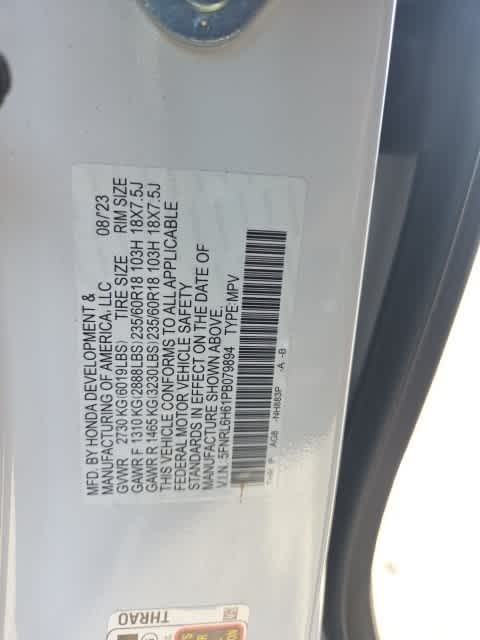 MFD. BY HONDA DEVELOPMENT &
MANUFACTURING OF AMERICA, LLC 08/'23
GVWR 2730 KG(6019LBS) TIRE SIZE RIM SIZE
GAWR F 1310 KG(2888LBS)235/60R18 103H 18X7.5J
GAWR R 1465 KG(3230LBS)235/60R18 103H 18X7.5J
THIS VEHICLE CONFORMS TO ALL APPLICABLE
FEDERAL MOTOR VEHICLE SAFETY
STANDARDS IN EFFECT ON THE DATE OF
MANUFACTURE SHOWN ABOVE.
V.I.N. 5FNRL6H61PB079894 TYPE:MPV
THR P AG8 -NH883P -A -B
THRA0